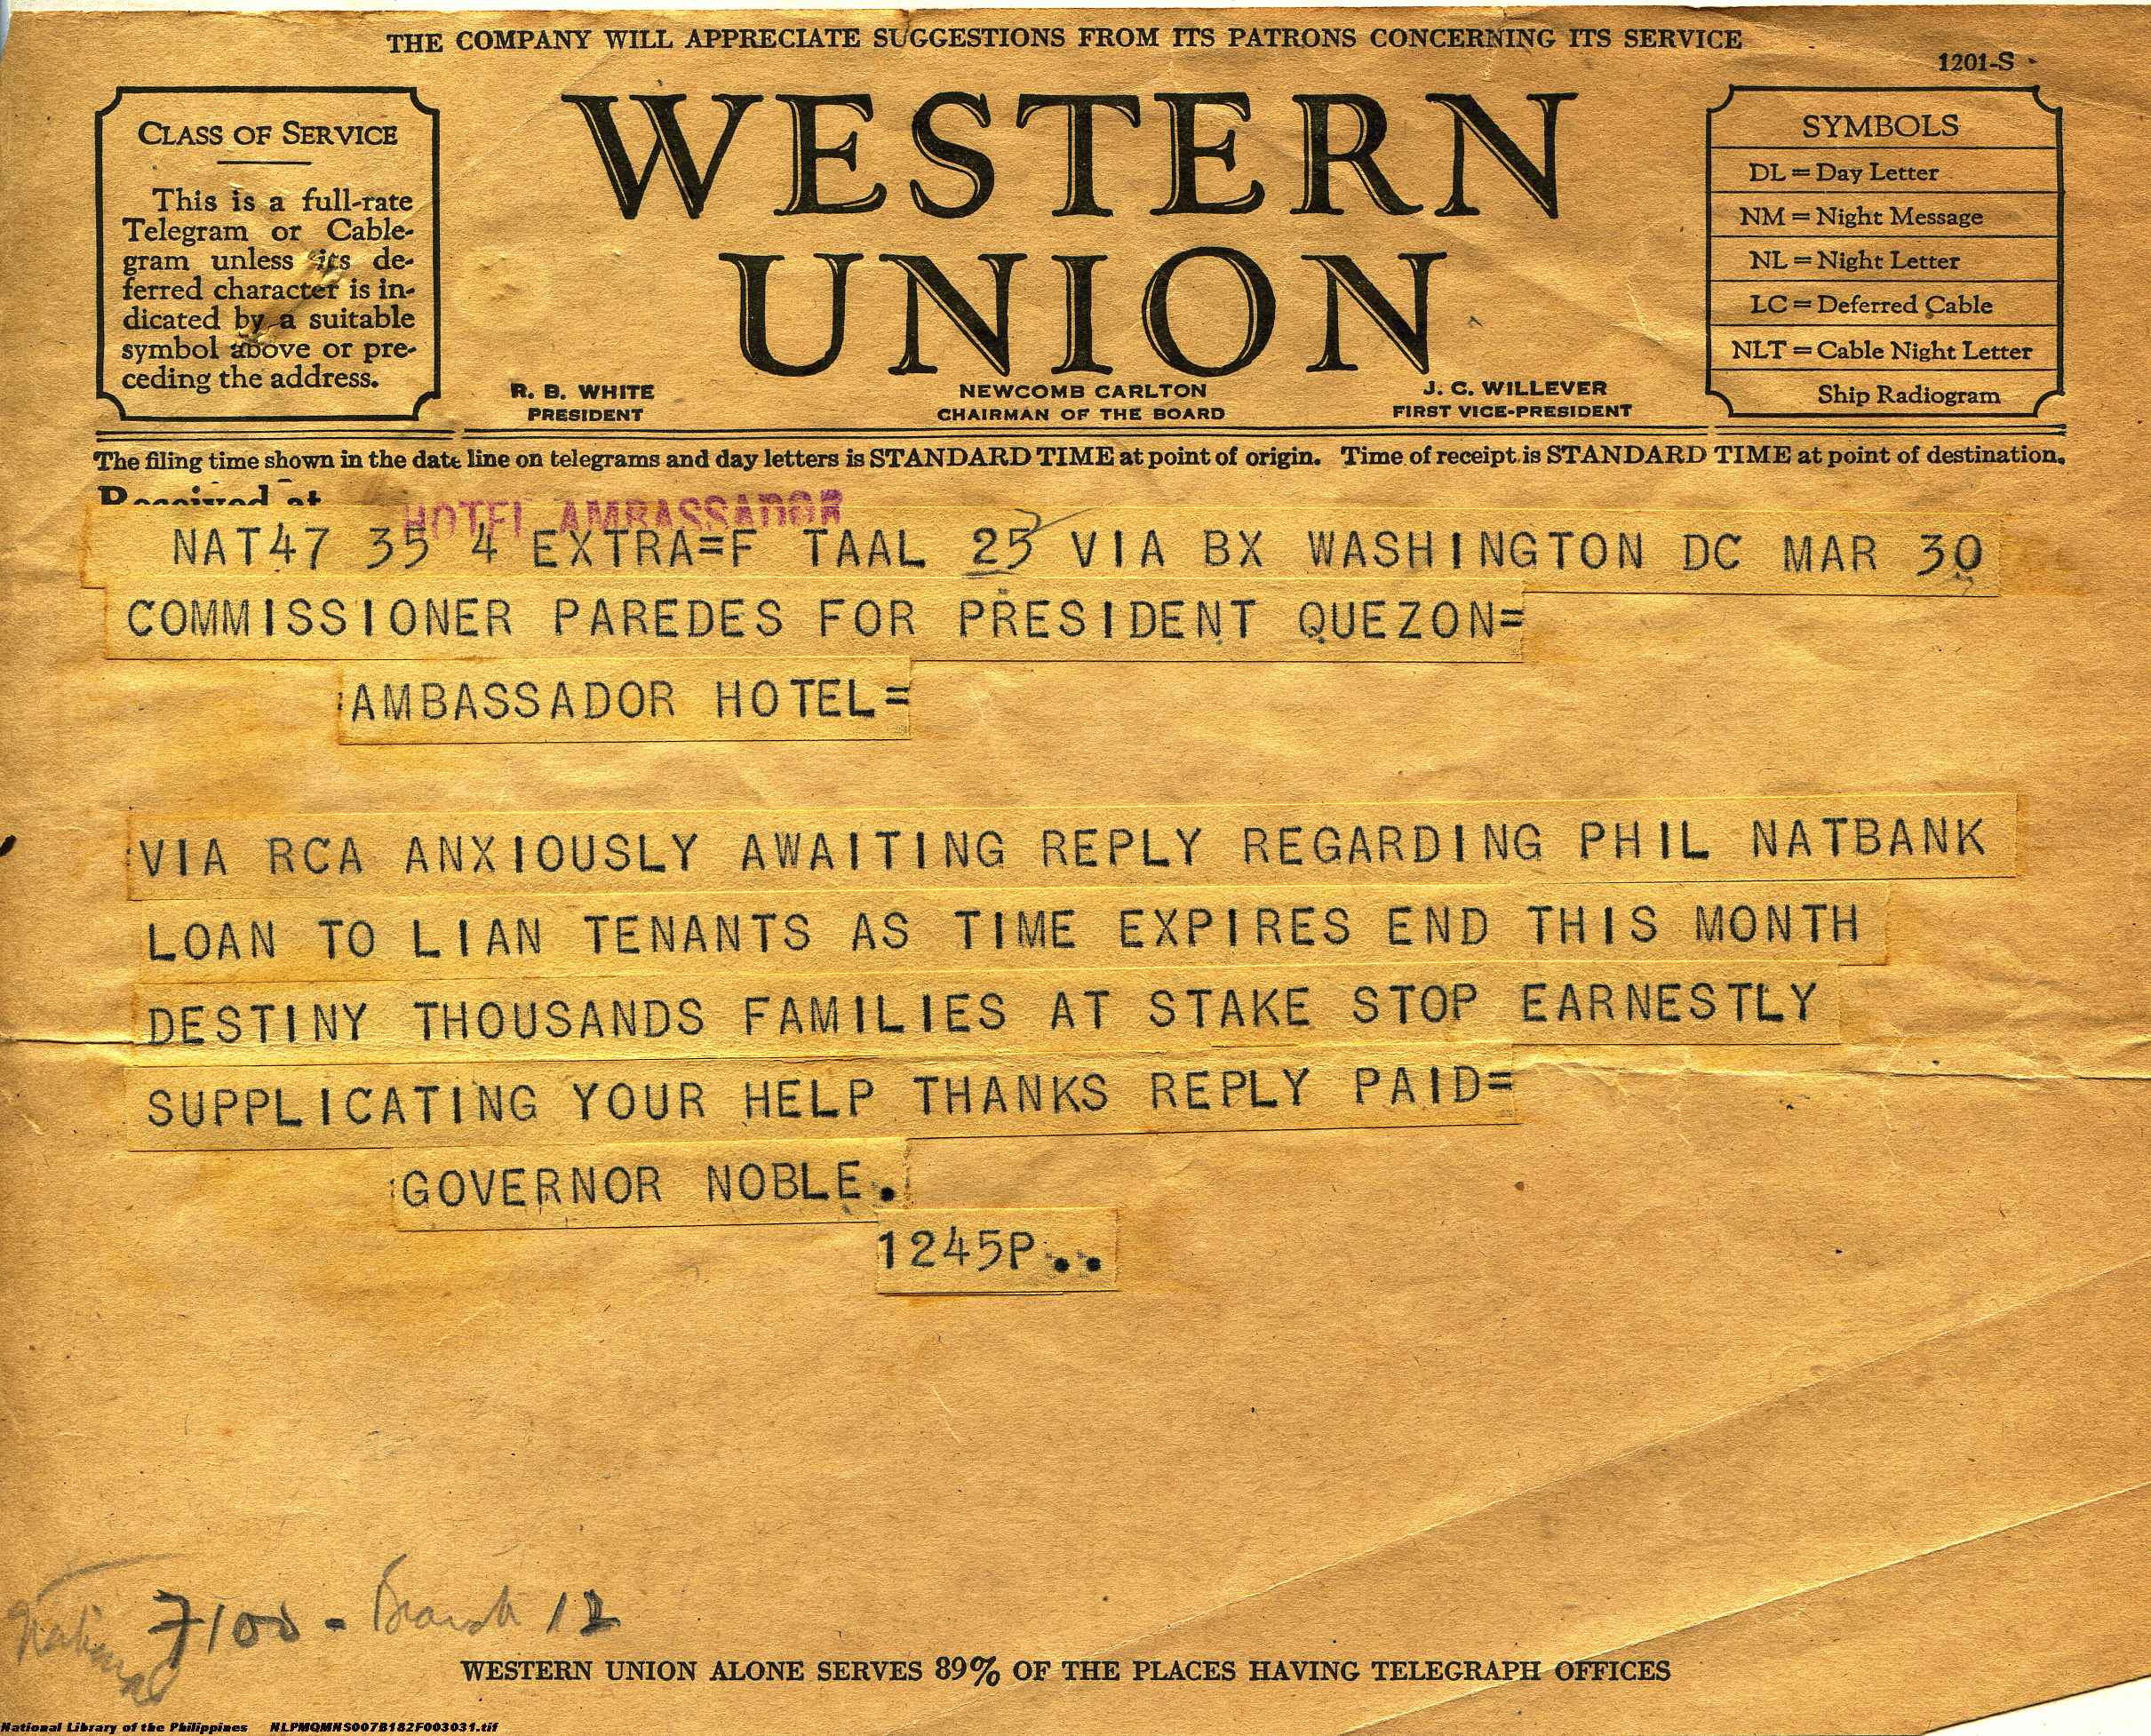 THE COMPANY WILL APPRECIATE SUGGESTIONS FROM ITS PATRONS CONCERNING ITS SERVICE
1201-S
CLASS OF SERVICE
This is a full-rate
Telegram or Cable-
gram unless its de-
ferred character is in-
dicated by a suitable
symbol above or pre-
ceding the address.
WESTERN
UNION
R. B. WHITE
PRESIDENT
NEWCOMB CARLTON
CHAIRMAN OF THE BOARD
J. C. WILLEVER
FIRST VICE-PRESIDENT
SYMBOLS
DL = Day Letter
NM = Night Message
NL = Night Letter
LC = Deferred Cable
NLT = Cable Night Letter
Ship Radiogram
The filing time shown in the date line on telegrams and day letters is STANDARD TIME at point of origin. Time of receipt is STANDARD TIME at point of destination.
Received at
HOTEL AMBASSADOR
NAT47 35 4 EXTRA=F TAAL 25 VIA BX WASHINGTON DC MAR 30
COMMISSIONER PAREDES FOR PRESIDENT QUEZON=
AMBASSADOR HOTEL=
VIA RCA ANXIOUSLY AWAITING REPLY REGARDING PHIL NATBANK
LOAN TO LIAN TENANTS AS TIME EXPIRES END THIS MONTH
DESTINY THOUSANDS FAMILIES AT STAKE STOP EARNESTLY
SUPPLICATING YOUR HELP THANKS REPLY PAID=
GOVERNOR NOBLE.
1245P..
National 7100 - Branch 12
WESTERN UNION ALONE SERVES 89% OF THE PLACES HAVING TELEGRAPH OFFICES
National Library of the Philippines NLPMQMNS007B182F003031.tif